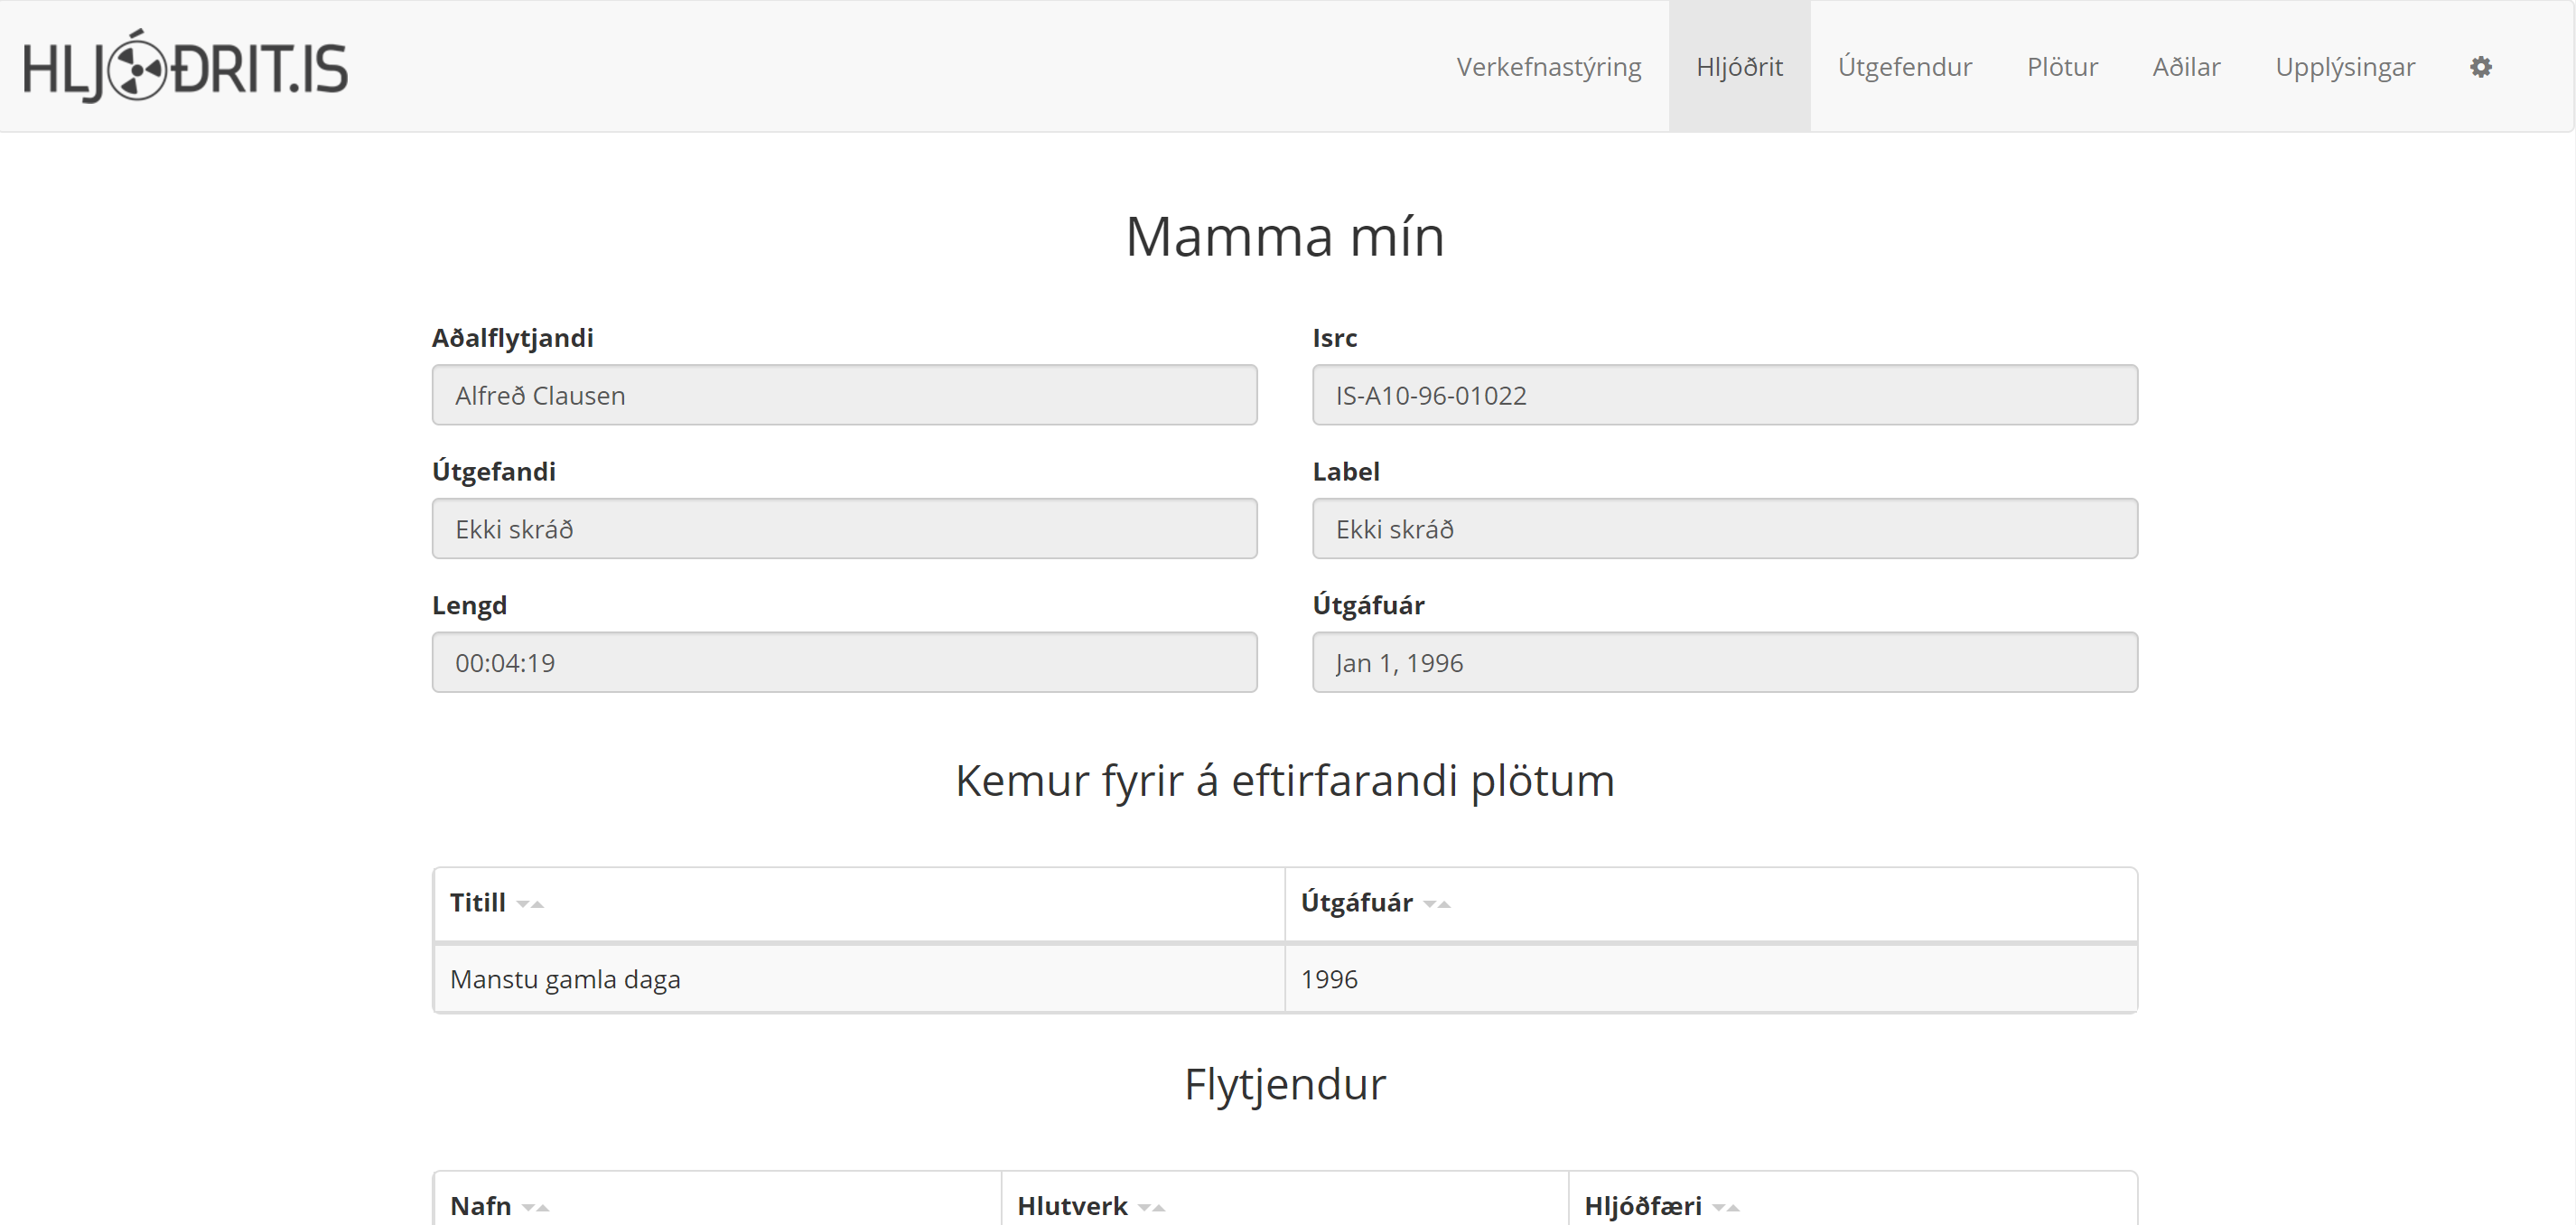 HLJÓÐRIT.IS
Verkefnastýring Hljóðrit Útgefendur Plötur Aðilar Upplýsingar
Mamma mín
Aðalflytjandi Isrc
Alfreð Clausen IS-A10-96-01022
Útgefandi Label
Ekki skráð Ekki skráð
Lengd Útgáfuár
00:04:19 Jan 1, 1996
Kemur fyrir á eftirfarandi plötum
Titill Útgáfuár
Manstu gamla daga 1996
Flytjendur
Nafn Hlutverk Hljóðfæri